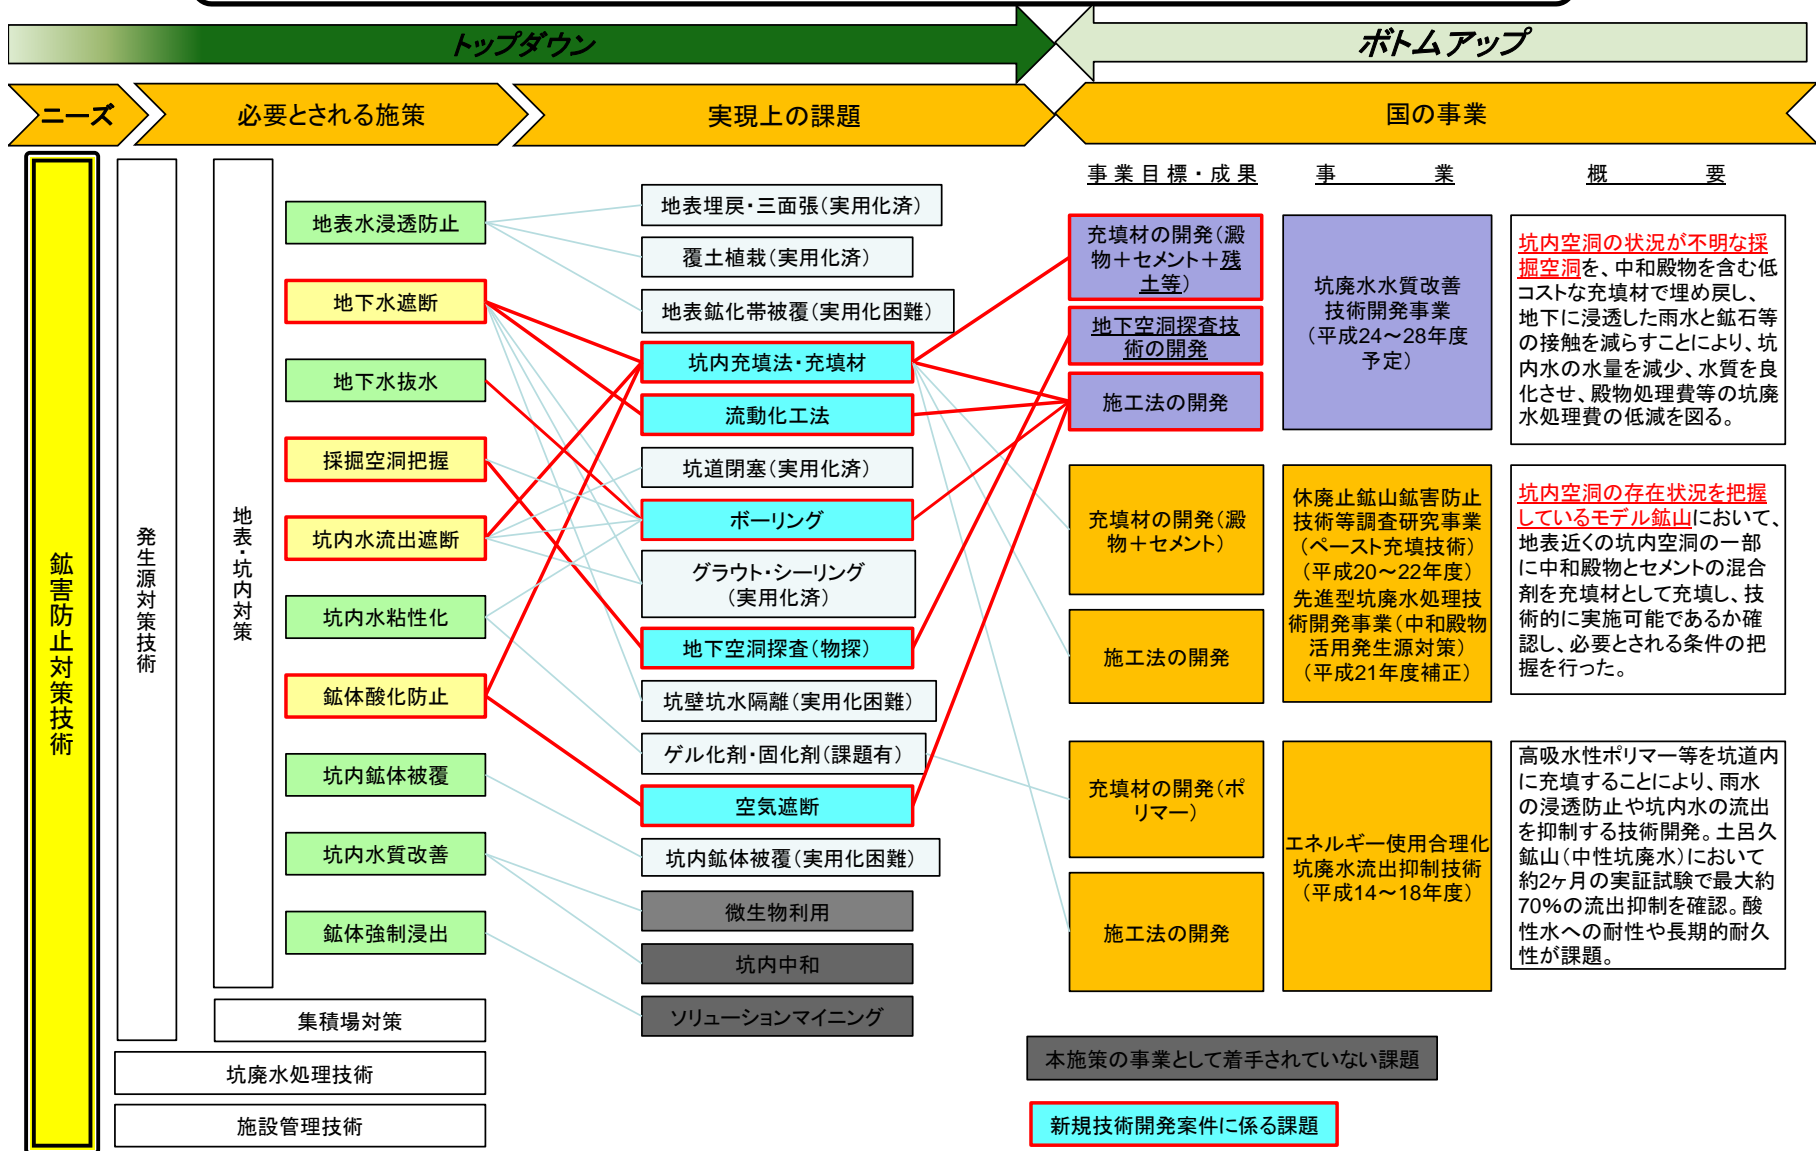 トップダウン
ボトムアップ
ニーズ
必要とされる施策
実現上の課題
国の事業
鉱害防止対策技術
発生源対策技術
地表・坑内対策
地表水浸透防止
地下水遮断
地下水抜水
採掘空洞把握
坑内水流出遮断
坑内水粘性化
鉱体酸化防止
坑内鉱体被覆
坑内水質改善
鉱体強制浸出
集積場対策
坑廃水処理技術
施設管理技術
地表埋戻・三面張(実用化済)
覆土植栽(実用化済)
地表鉱化帯被覆(実用化困難)
坑内充填法・充填材
流動化工法
坑道閉塞(実用化済)
ボーリング
グラウト・シーリング
(実用化済)
地下空洞探査(物探)
坑壁坑水隔離(実用化困難)
ゲル化剤・固化剤(課題有)
空気遮断
坑内鉱体被覆(実用化困難)
微生物利用
坑内中和
ソリューションマイニング
事業目標・成果
事 業
概 要
充填材の開発(澱
物+セメント+残
土等)
地下空洞探査技
術の開発
施工法の開発
坑廃水水質改善
技術開発事業
(平成24~28年度
予定)
坑内空洞の状況が不明な採
掘空洞を、中和殿物を含む低
コストな充填材で埋め戻し、
地下に浸透した雨水と鉱石等
の接触を減らすことにより、坑
内水の水量を減少、水質を良
化させ、殿物処理費等の坑廃
水処理費の低減を図る。
充填材の開発(澱
物+セメント)
施工法の開発
休廃止鉱山鉱害防止
技術等調査研究事業
(ペースト充填技術)
(平成20~22年度)
先進型坑廃水処理技
術開発事業(中和殿物
活用発生源対策)
(平成21年度補正)
坑内空洞の存在状況を把握
しているモデル鉱山において、
地表近くの坑内空洞の一部
に中和殿物とセメントの混合
剤を充填材として充填し、技
術的に実施可能であるか確
認し、必要とされる条件の把
握を行った。
充填材の開発(ポ
リマー)
施工法の開発
エネルギー使用合理化
坑廃水流出抑制技術
(平成14~18年度)
高吸水性ポリマー等を坑道内
に充填することにより、雨水
の浸透防止や坑内水の流出
を抑制する技術開発。土呂久
鉱山(中性坑廃水)において
約2ヶ月の実証試験で最大約
70%の流出抑制を確認。酸
性水への耐性や長期的耐久
性が課題。
本施策の事業として着手されていない課題
新規技術開発案件に係る課題